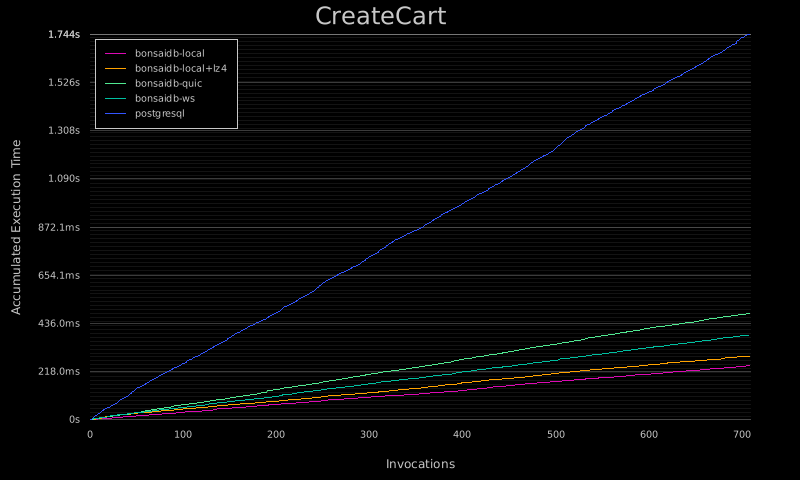 CreateCart
1.744s
bonsaidb-local
bonsaidb-local+lz4
bonsaidb-quic
bonsaidb-ws
postgresql
1.526s
1.308s
1.090s
872.1ms
654.1ms
436.0ms
218.0ms
0s
Accumulated Execution Time
0 100 200 300 400 500 600 700
Invocations